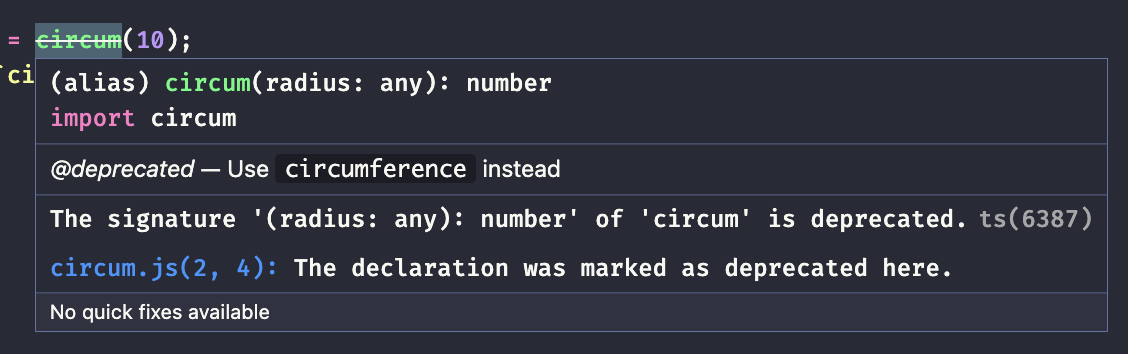 = circum(10);
`ci
(alias) circum(radius: any): number
import circum
@deprecated — Use circumference instead
The signature '(radius: any): number' of 'circum' is deprecated. ts(6387)
circum.js(2, 4): The declaration was marked as deprecated here.
No quick fixes available